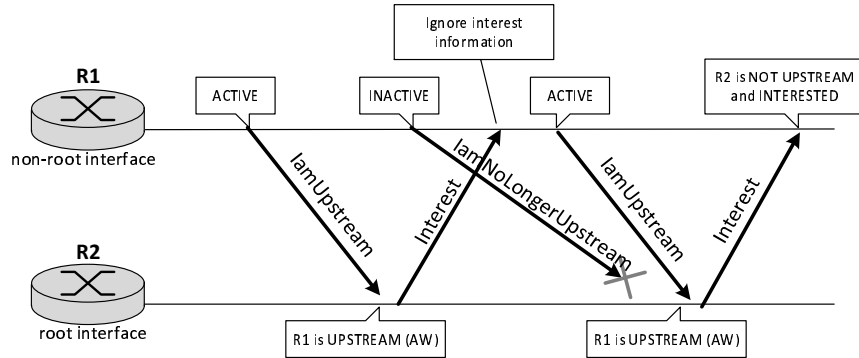 Ignore interest
information
R1
ACTIVE
INACTIVE
ACTIVE
R2 is NOT UPSTREAM
and INTERESTED
non-root interface
IamUpstream
Interest
IamNoLongerUpstream
IamUpstream
Interest
R2
root interface
R1 is UPSTREAM (AW)
R1 is UPSTREAM (AW)